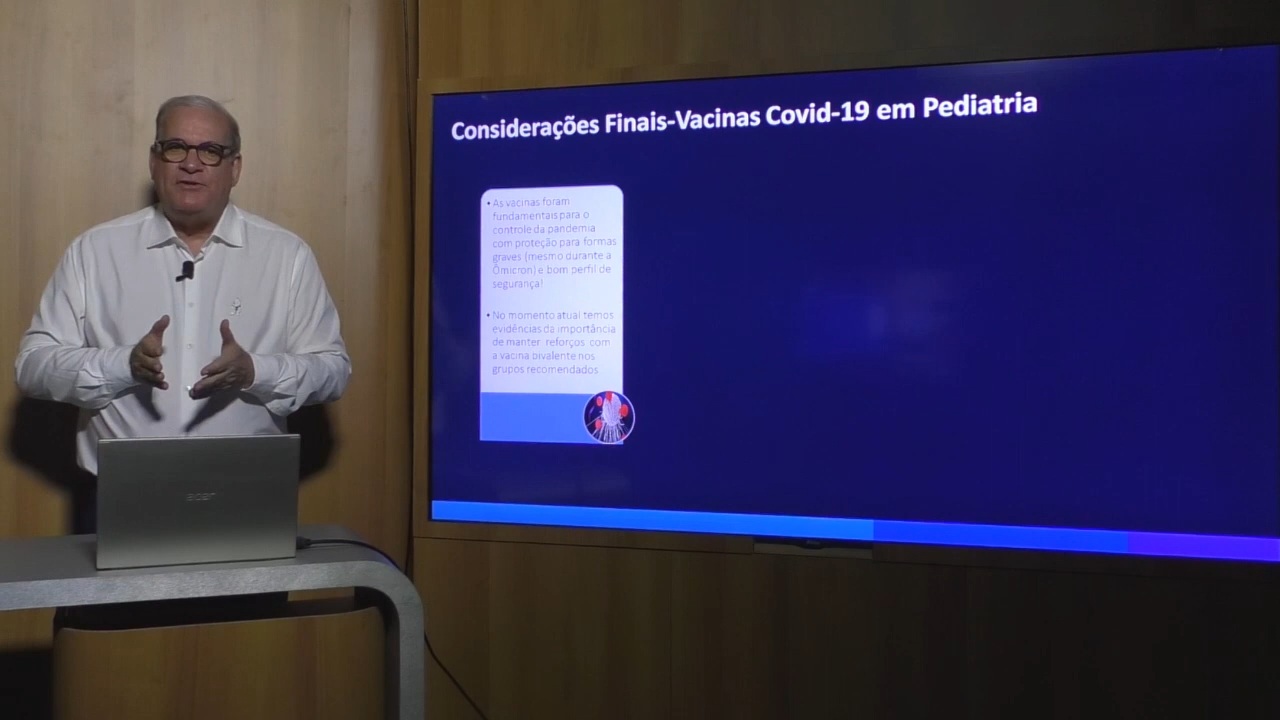 Considerações Finais-Vacinas Covid-19 em Pediatria
• As vacinas foram
fundamentais para o
controle da pandemia
com proteção para formas
graves (mesmo durante a
Ômicron) e bom perfil de
segurança!
• No momento atual temos
evidências da importância
de manter reforços com
a vacina bivalente nos
grupos recomendados
acer